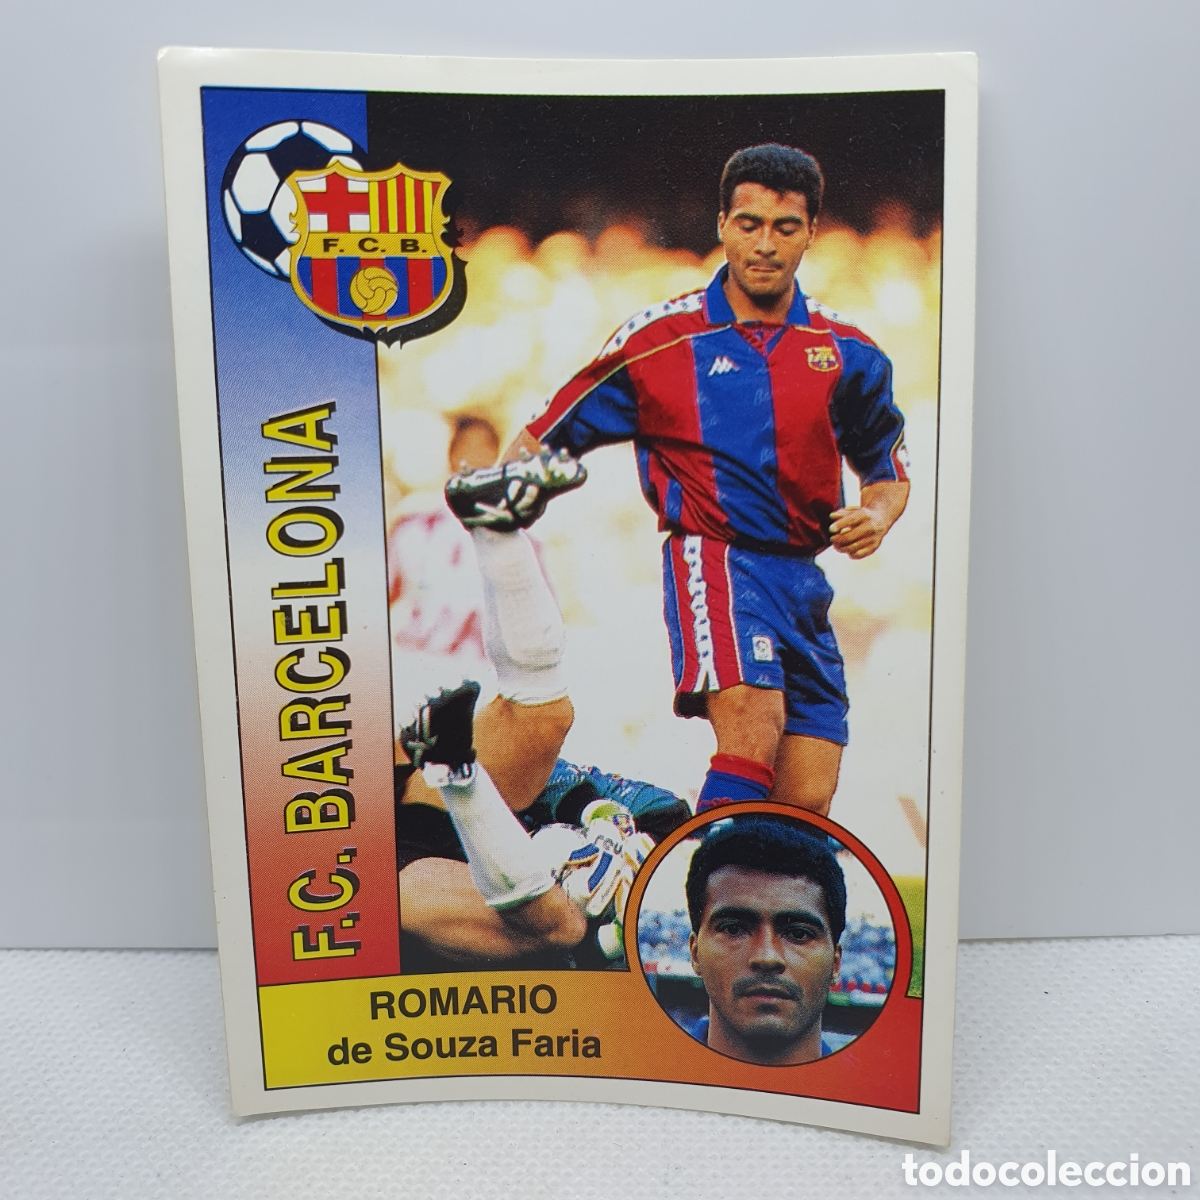 F. C. B.
F.C. BARCELONA
ROMARIO
de Souza Faria
todocoleccion